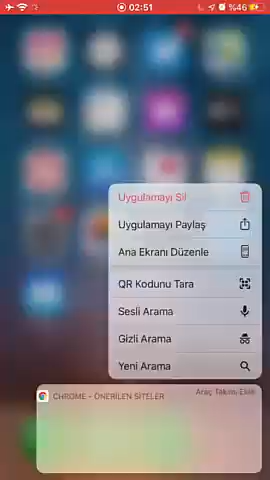 02:51
%46
Uygulamayı Sil
Uygulamayı Paylaş
Ana Ekranı Düzenle
QR Kodunu Tara
Sesli Arama
Gizli Arama
Yeni Arama
CHROME - ÖNERİLEN SİTELER
Araç Takımı Ekle